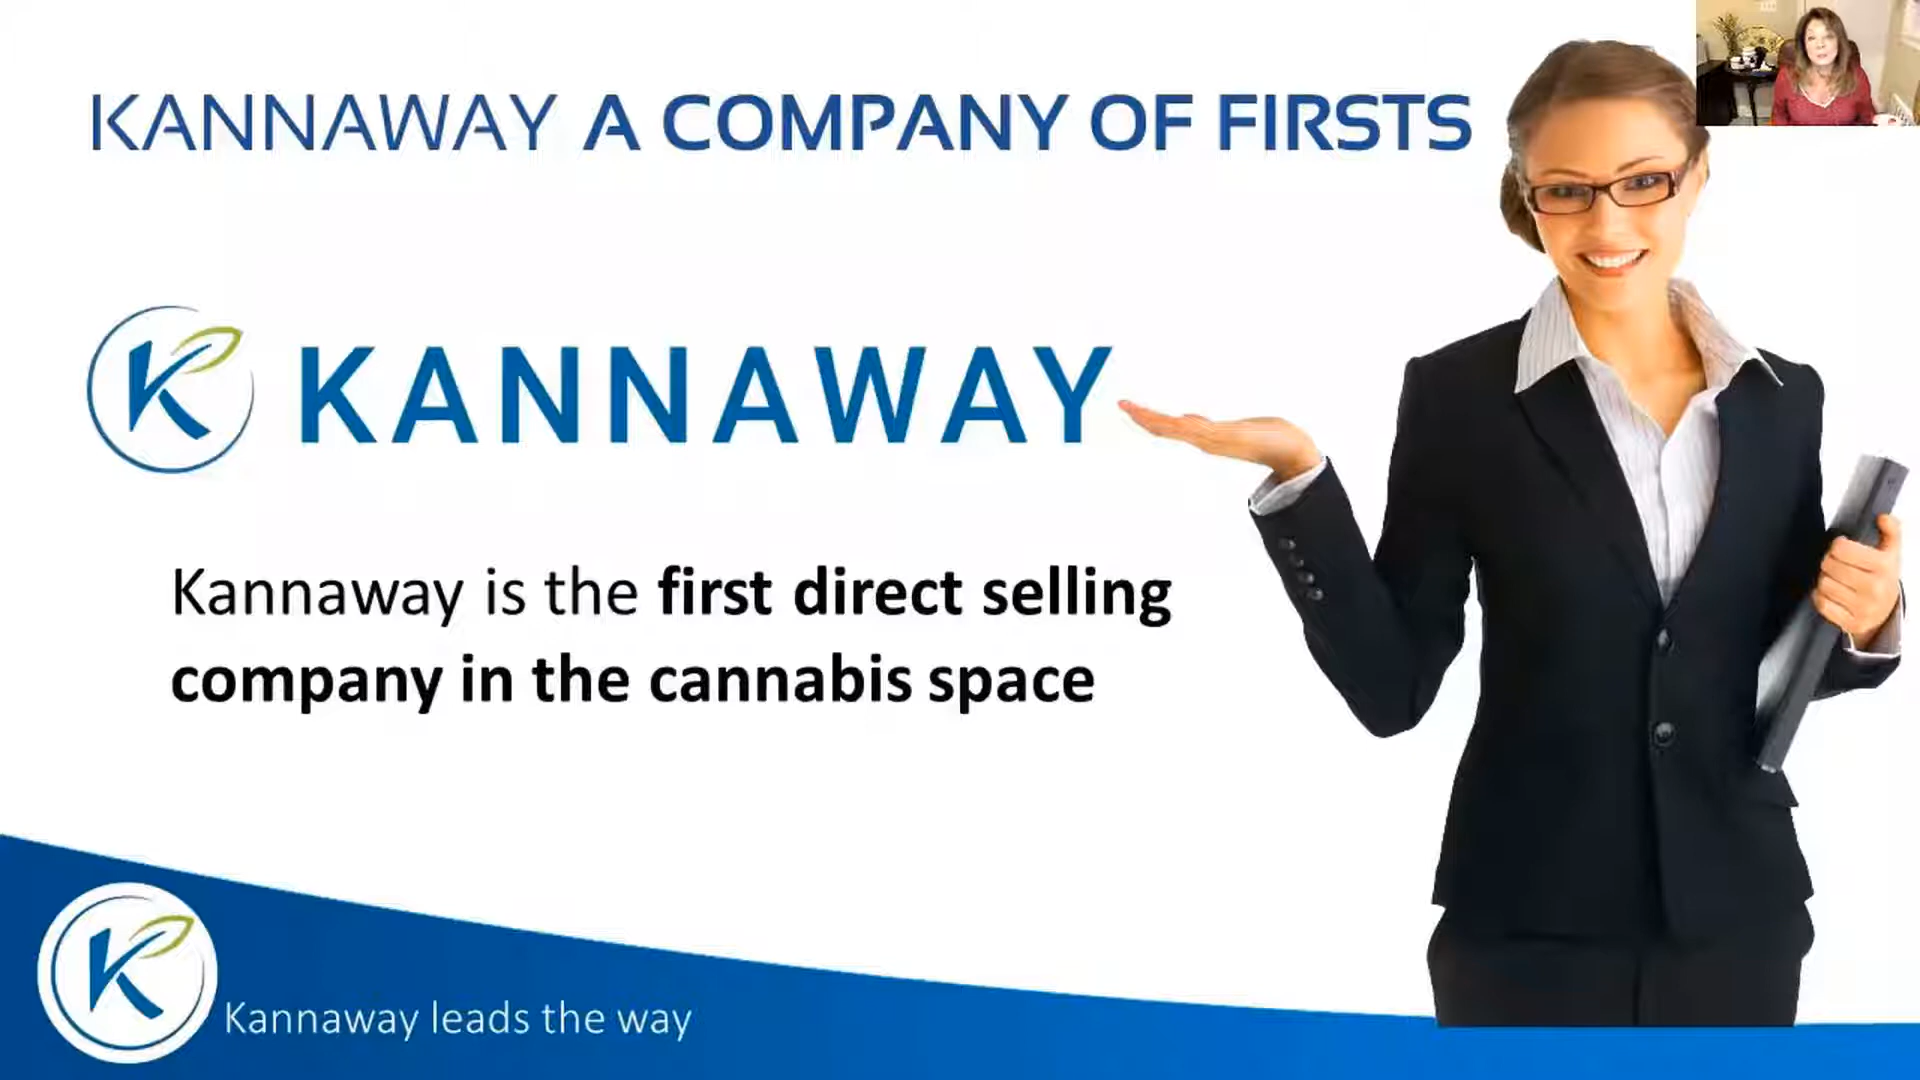 KANNAWAY A COMPANY OF FIRSTS
KANNAWAY
Kannaway is the first direct selling
company in the cannabis space
Kannaway leads the way